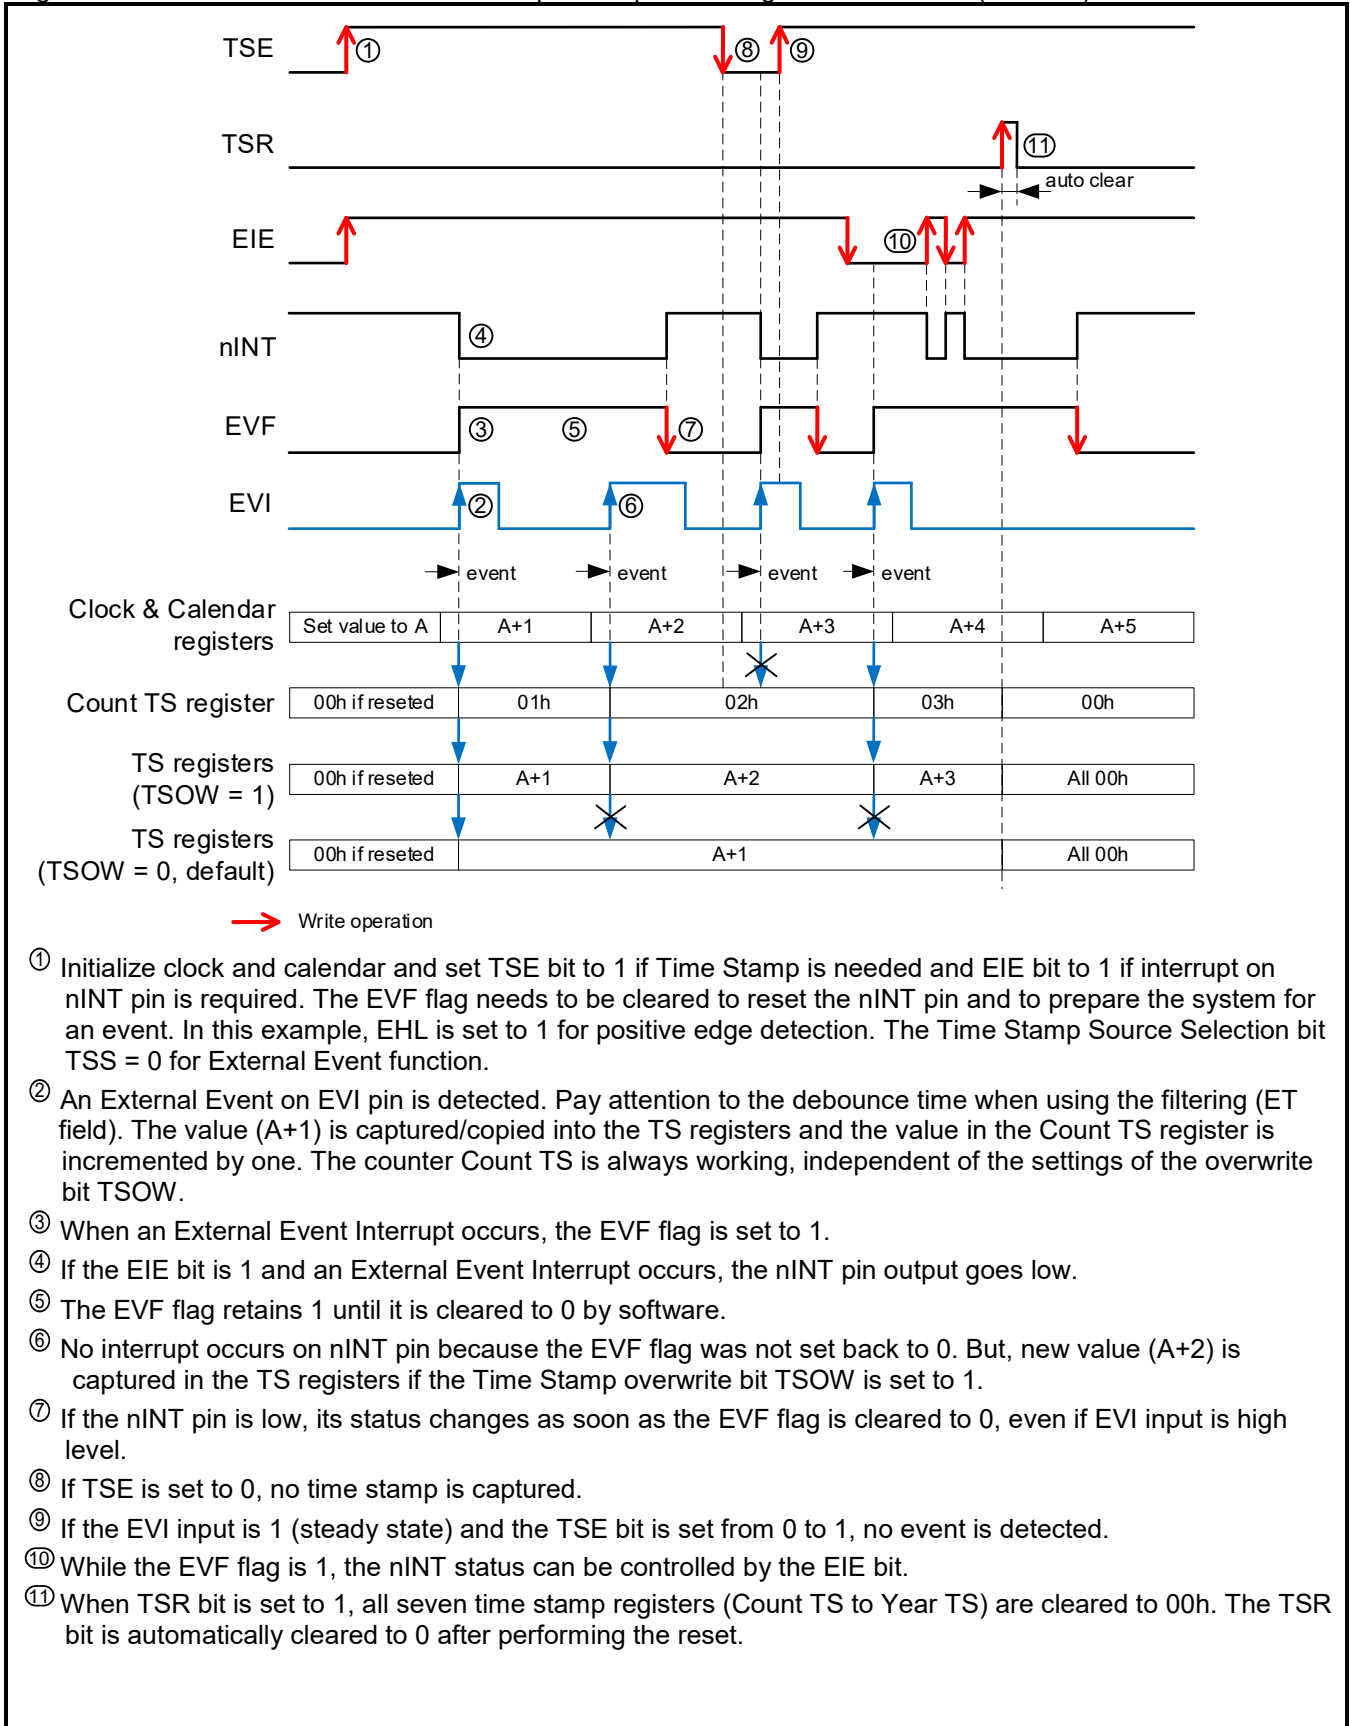 TSE
①
⑧
⑨
TSR
⑪
auto clear
EIE
⑩
nINT
④
EVF
③
⑤
⑦
EVI
②
⑥
event
event
event
event
Clock & Calendar
registers
Set value to A
A+1
A+2
A+3
A+4
A+5
Count TS register
00h if reseted
01h
02h
03h
00h
TS registers
(TSOW = 1)
00h if reseted
A+1
A+2
A+3
All 00h
TS registers
(TSOW = 0, default)
00h if reseted
A+1
All 00h
Write operation
① Initialize clock and calendar and set TSE bit to 1 if Time Stamp is needed and EIE bit to 1 if interrupt on
nINT pin is required. The EVF flag needs to be cleared to reset the nINT pin and to prepare the system for
an event. In this example, EHL is set to 1 for positive edge detection. The Time Stamp Source Selection bit
TSS = 0 for External Event function.
② An External Event on EVI pin is detected. Pay attention to the debounce time when using the filtering (ET
field). The value (A+1) is captured/copied into the TS registers and the value in the Count TS register is
incremented by one. The counter Count TS is always working, independent of the settings of the overwrite
bit TSOW.
③ When an External Event Interrupt occurs, the EVF flag is set to 1.
④ If the EIE bit is 1 and an External Event Interrupt occurs, the nINT pin output goes low.
⑤ The EVF flag retains 1 until it is cleared to 0 by software.
⑥ No interrupt occurs on nINT pin because the EVF flag was not set back to 0. But, new value (A+2) is
captured in the TS registers if the Time Stamp overwrite bit TSOW is set to 1.
⑦ If the nINT pin is low, its status changes as soon as the EVF flag is cleared to 0, even if EVI input is high
level.
⑧ If TSE is set to 0, no time stamp is captured.
⑨ If the EVI input is 1 (steady state) and the TSE bit is set from 0 to 1, no event is detected.
⑩ While the EVF flag is 1, the nINT status can be controlled by the EIE bit.
⑪ When TSR bit is set to 1, all seven time stamp registers (Count TS to Year TS) are cleared to 00h. The TSR
bit is automatically cleared to 0 after performing the reset.